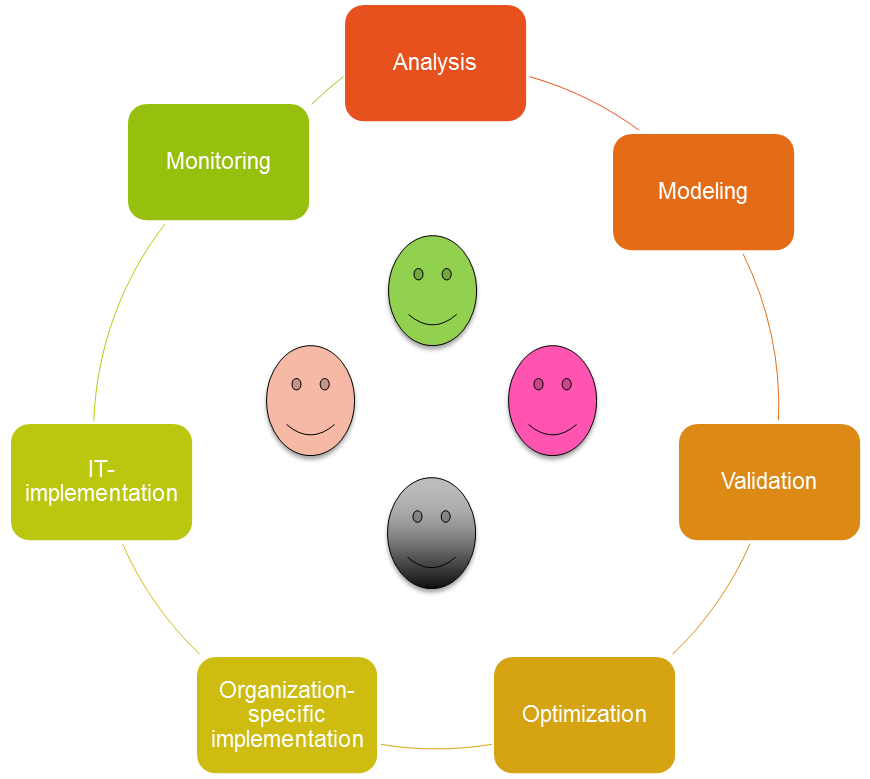 Analysis
Modeling
Validation
Optimization
Organization-
specific
implementation
IT-
implementation
Monitoring